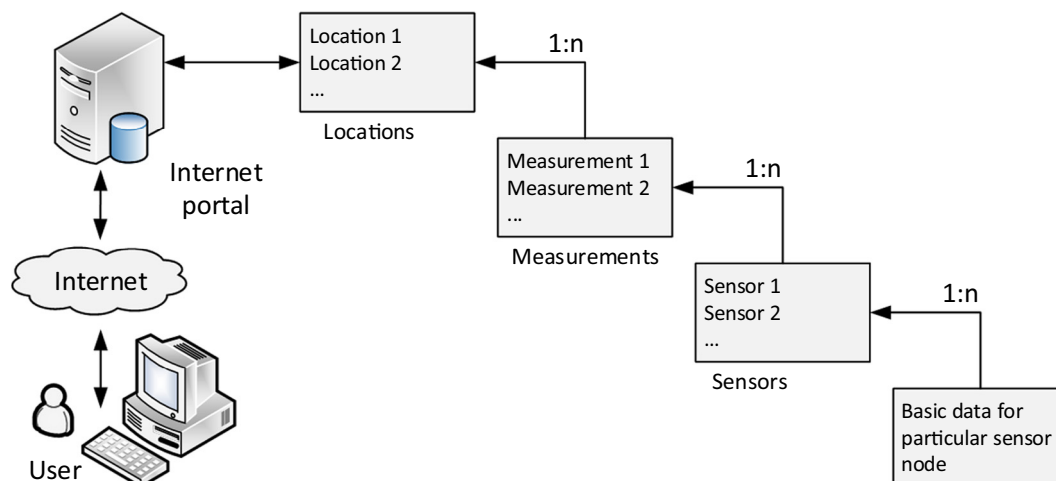 Location 1
Location 2
...
Locations
1:n
Internet
portal
Measurement 1
Measurement 2
...
Measurements
1:n
Internet
Sensor 1
Sensor 2
...
Sensors
1:n
User
Basic data for
particular sensor
node